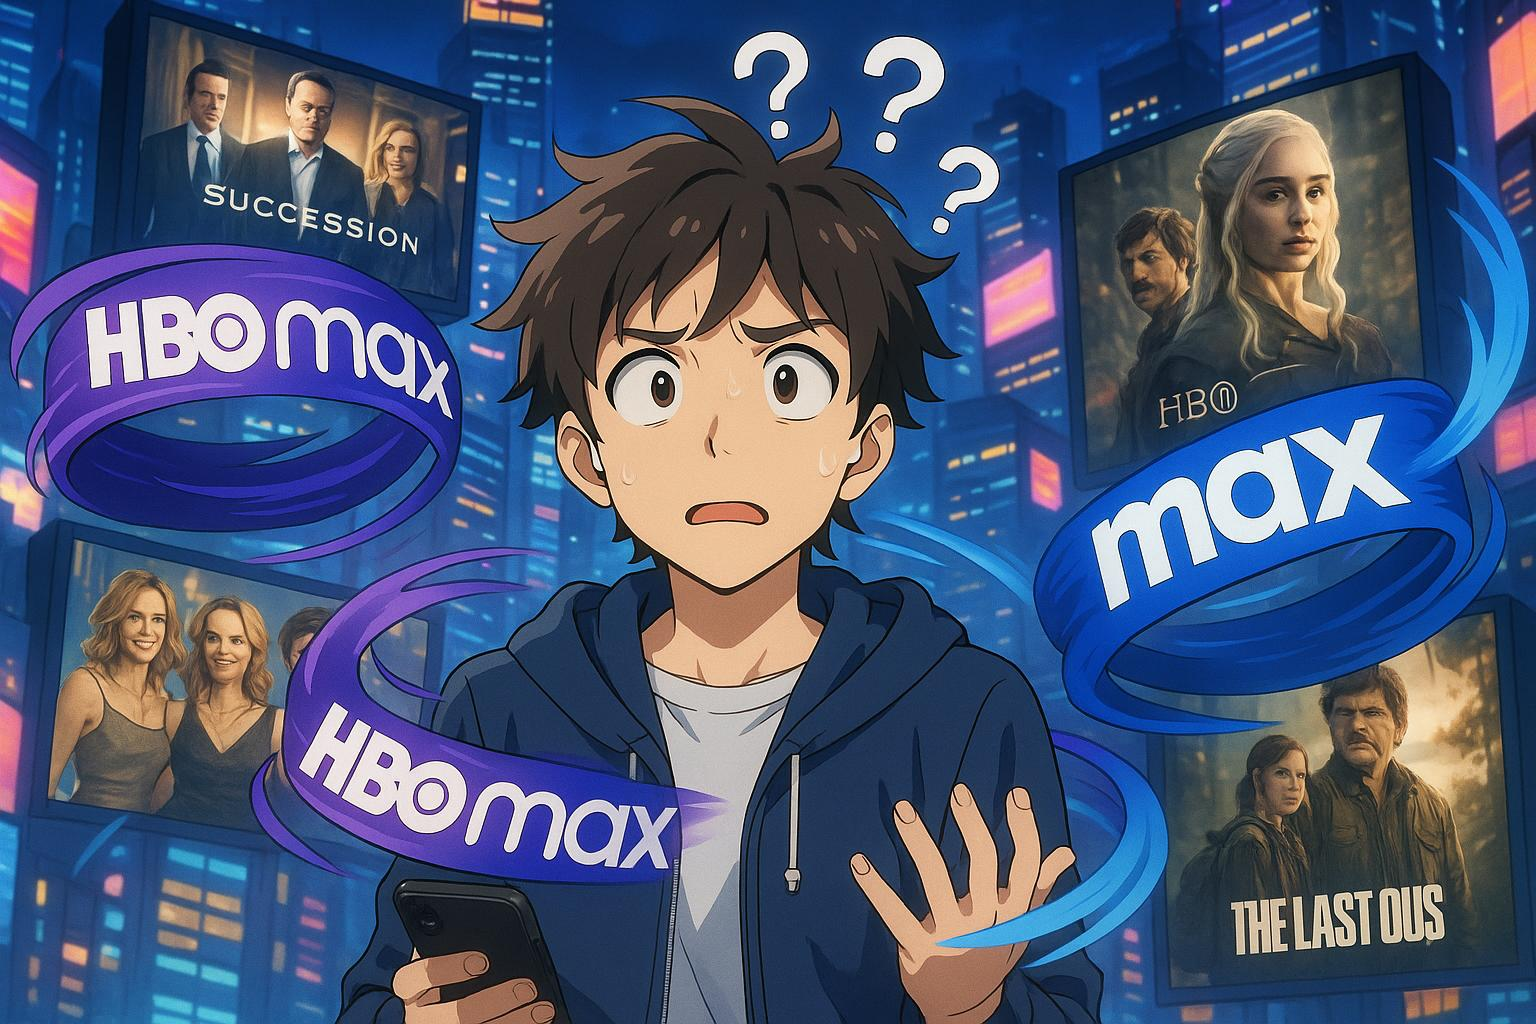 ???
SUCCESSION
HBO max
HBO
max
HBO max
THE LAST OUS